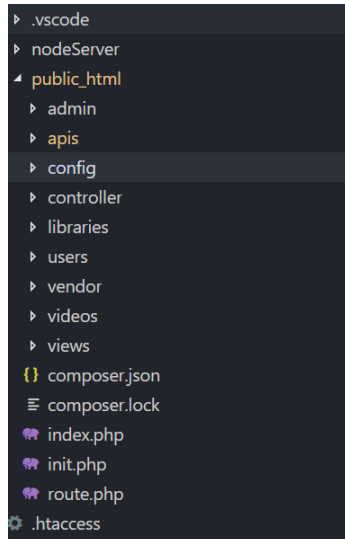 .vscode
nodeServer
public_html
admin
apis
config
controller
libraries
users
vendor
videos
views
{} composer.json
composer.lock
index.php
init.php
route.php
.htaccess